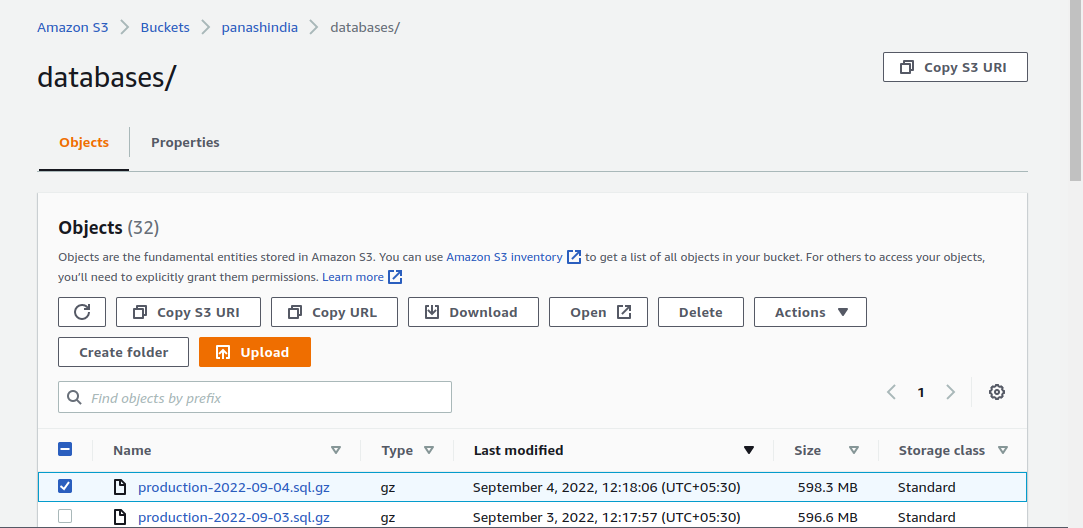 Amazon S3 > Buckets > panashindia > databases/
databases/
Copy S3 URI
Objects Properties
Objects (32)
Objects are the fundamental entities stored in Amazon S3. You can use Amazon S3 inventory to get a list of all objects in your bucket. For others to access your objects,
you'll need to explicitly grant them permissions. Learn more
Copy S3 URI Copy URL Download Open Delete Actions
Create folder Upload
Find objects by prefix
1
Name Type Last modified Size Storage class
production-2022-09-04.sql.gz gz September 4, 2022, 12:18:06 (UTC+05:30) 598.3 MB Standard
production-2022-09-03.sql.gz gz September 3, 2022, 12:17:57 (UTC+05:30) 596.6 MB Standard